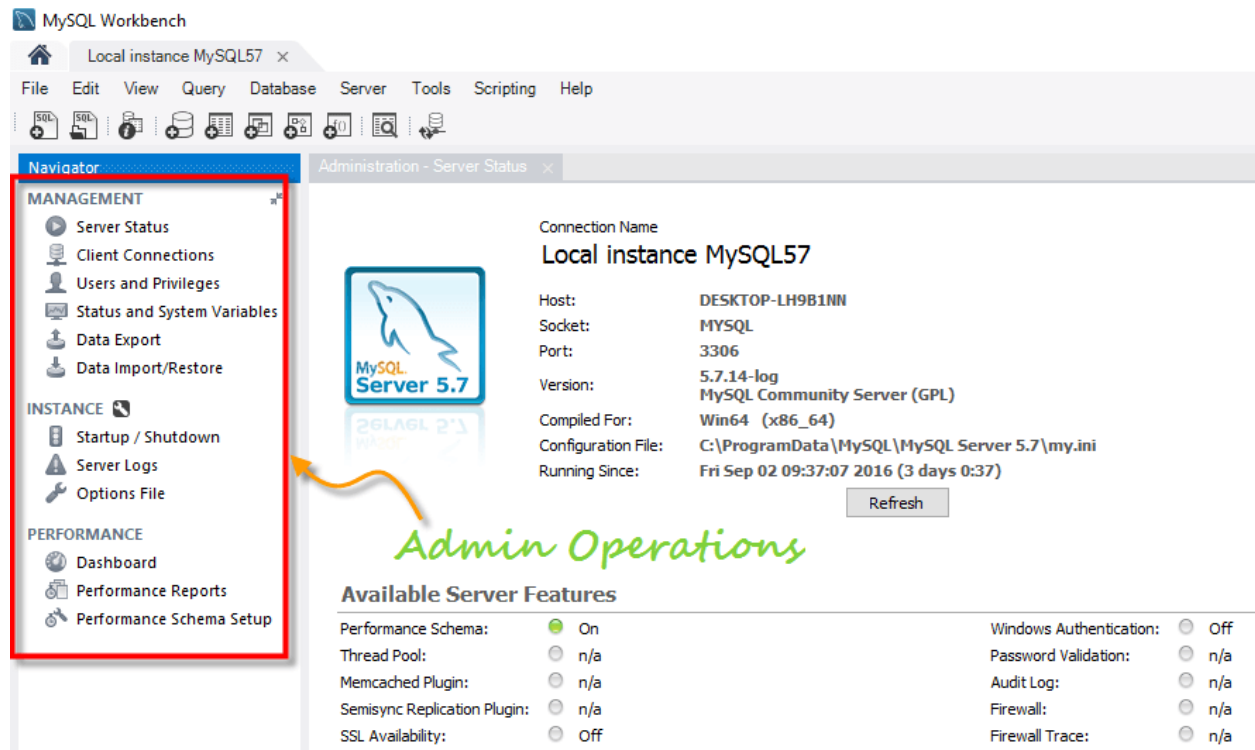 MySQL Workbench
Local instance MySQL57 ×
File Edit View Query Database Server Tools Scripting Help
SQL SQL
Navigator
MANAGEMENT
Server Status
Client Connections
Users and Privileges
Status and System Variables
Data Export
Data Import/Restore
INSTANCE
Startup / Shutdown
Server Logs
Options File
PERFORMANCE
Dashboard
Performance Reports
Performance Schema Setup
Administration - Server Status ×
MySQL
Server 5.7
Connection Name
Local instance MySQL57
Host: DESKTOP-LH9B1NN
Socket: MYSQL
Port: 3306
Version: 5.7.14-log
MySQL Community Server (GPL)
Compiled For: Win64 (x86_64)
Configuration File: C:\ProgramData\MySQL\MySQL Server 5.7\my.ini
Running Since: Fri Sep 02 09:37:07 2016 (3 days 0:37)
Refresh
Admin Operations
Available Server Features
Performance Schema: On Windows Authentication: Off
Thread Pool: n/a Password Validation: n/a
Memcached Plugin: n/a Audit Log: n/a
Semisync Replication Plugin: n/a Firewall: n/a
SSL Availability: Off Firewall Trace: n/a